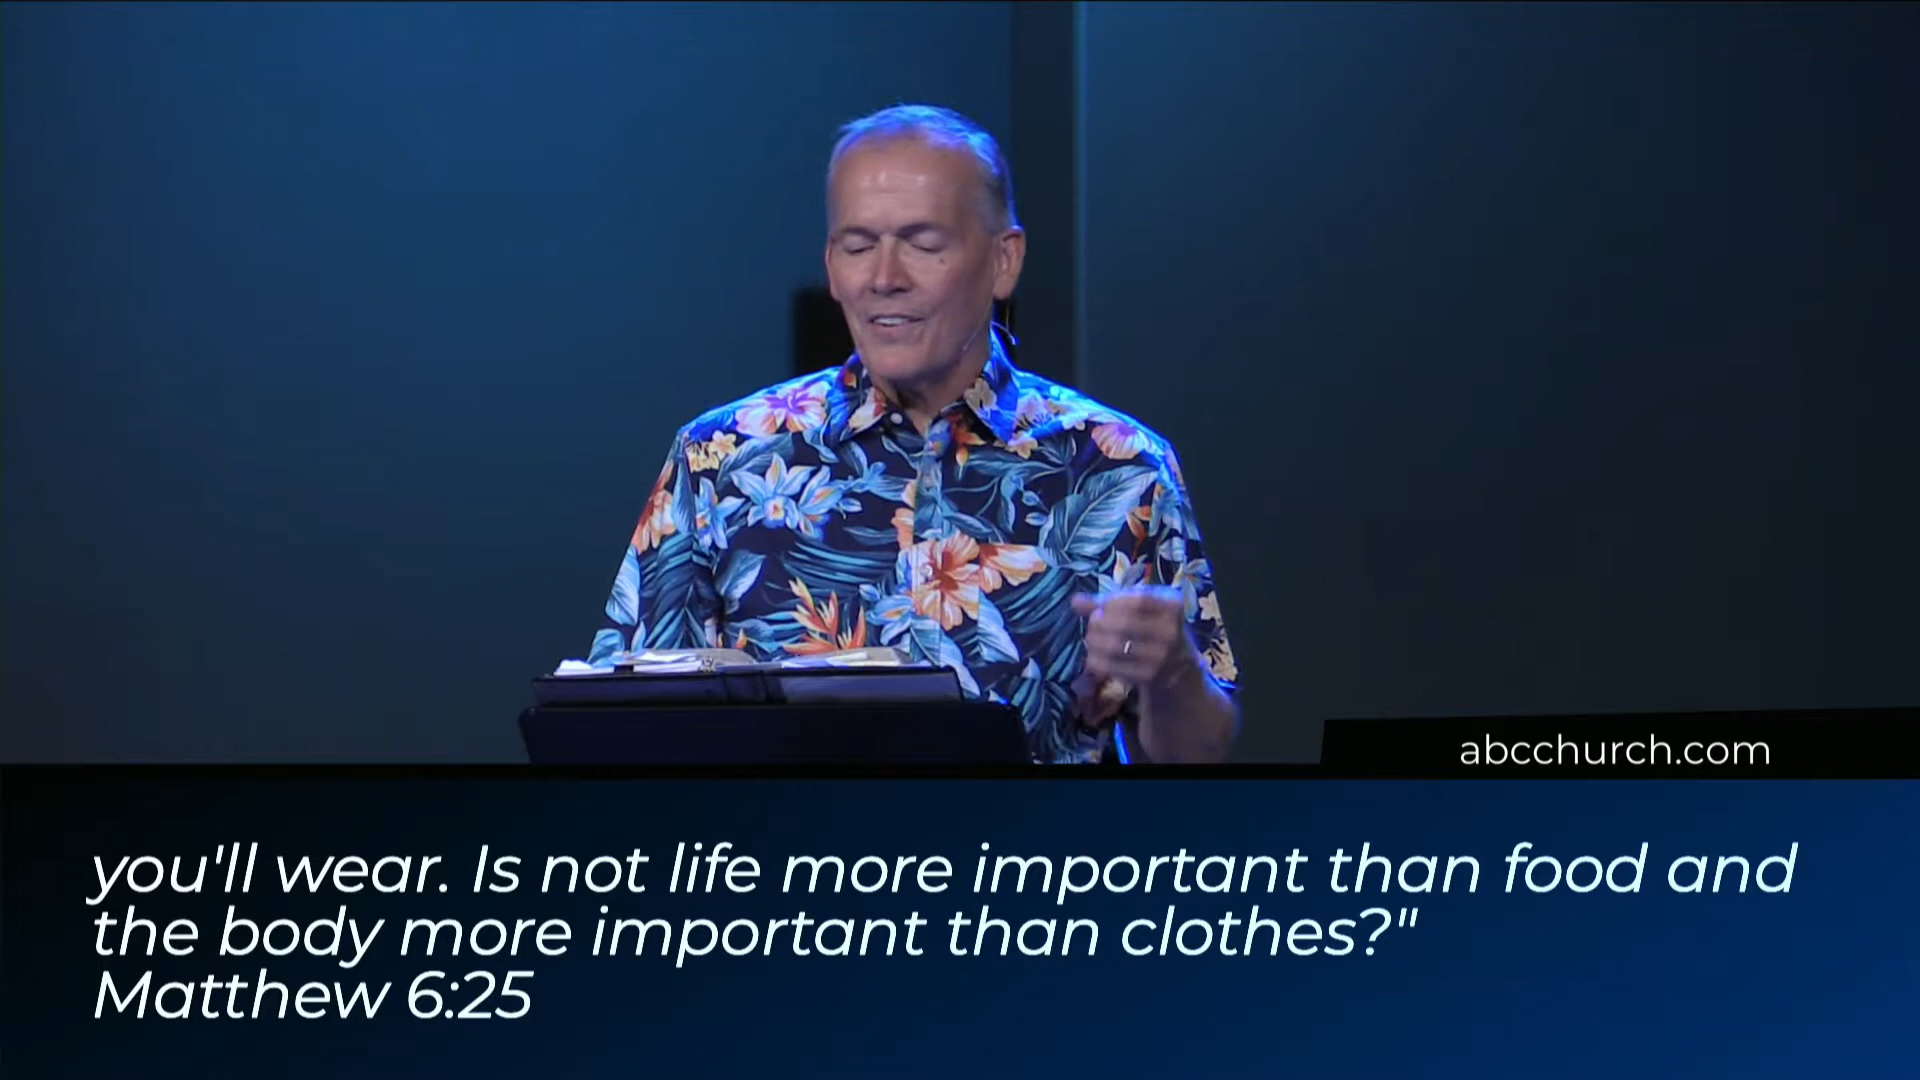 abcchurch.com
you'll wear. Is not life more important than food and
the body more important than clothes?"
Matthew 6:25